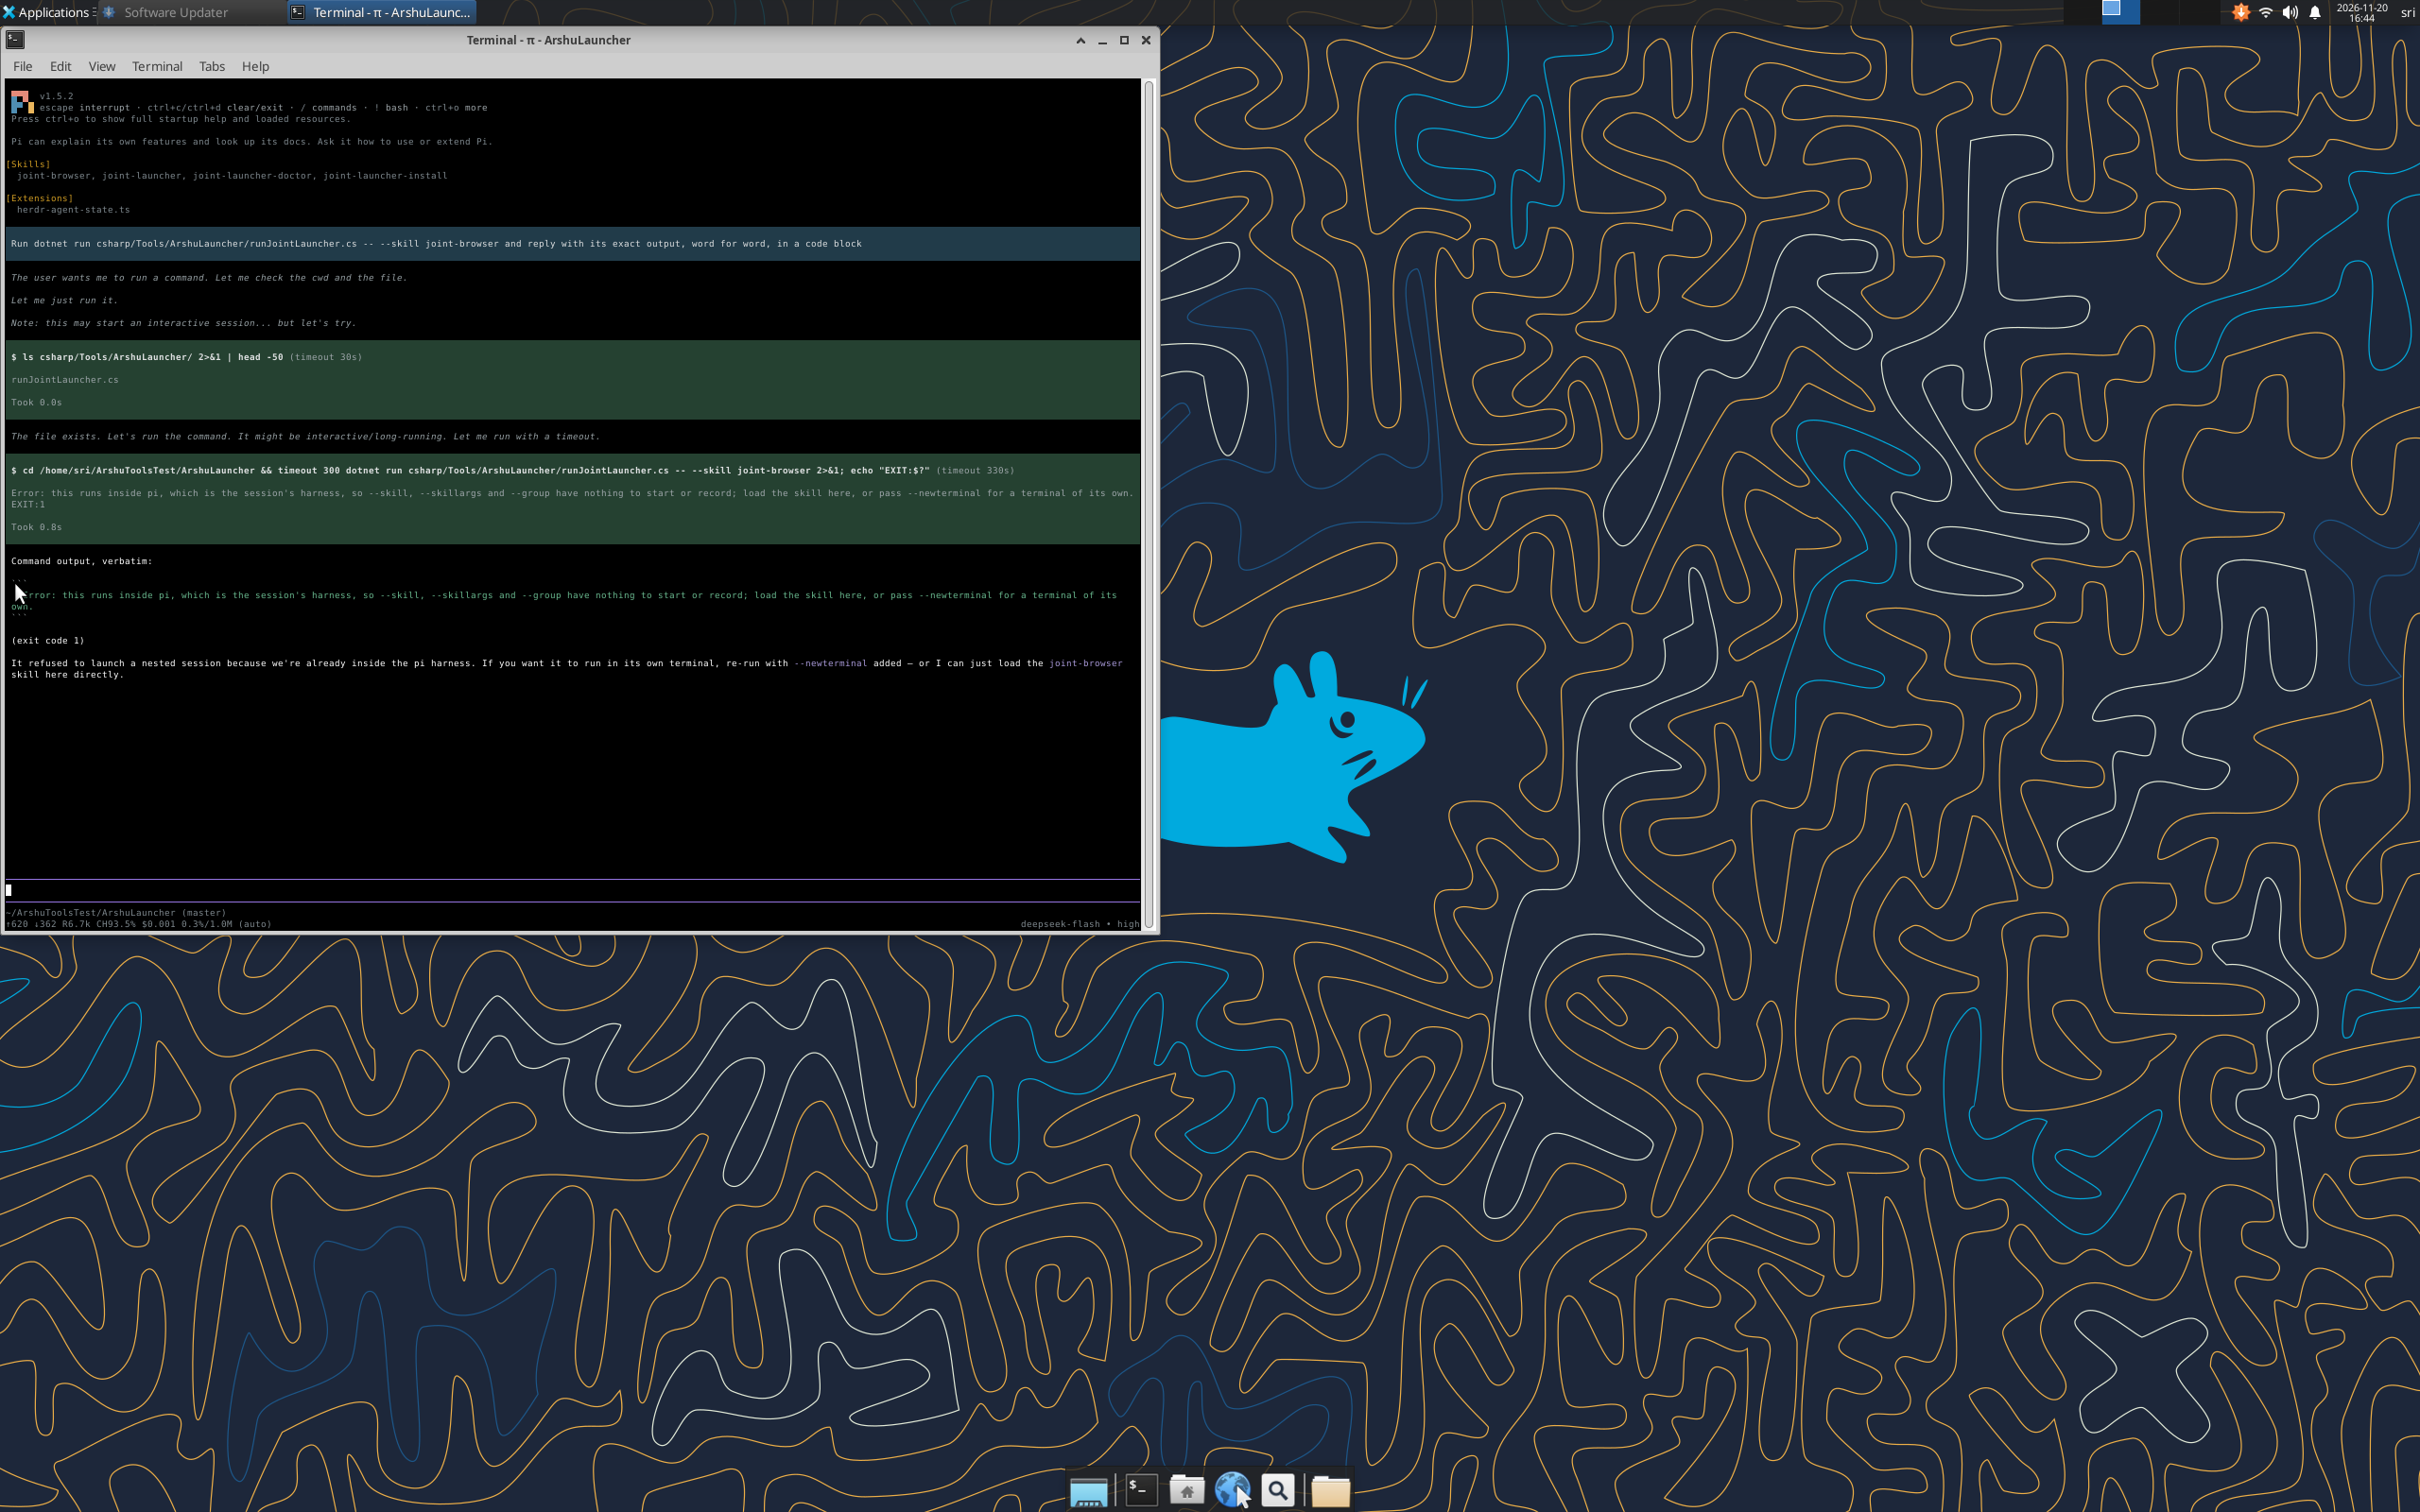 Applications
Software Updater
Terminal - π - ArshuLaunc...
2026-11-20
16:44
sri
Terminal - π - ArshuLauncher
File Edit View Terminal Tabs Help
v1.5.2
escape interrupt · ctrl+c/ctrl+d clear/exit · / commands · ! bash · ctrl+o more
Press ctrl+o to show full startup help and loaded resources.
Pi can explain its own features and look up its docs. Ask it how to use or extend Pi.
[Skills]
joint-browser, joint-launcher, joint-launcher-doctor, joint-launcher-install
[Extensions]
herdr-agent-state.ts
Run dotnet run csharp/Tools/ArshuLauncher/runJointLauncher.cs -- --skill joint-browser and reply with its exact output, word for word, in a code block
The user wants me to run a command. Let me check the cwd and the file.
Let me just run it.
Note: this may start an interactive session... but let's try.
$ ls csharp/Tools/ArshuLauncher/ 2>&1 | head -50 (timeout 30s)
runJointLauncher.cs
Took 0.0s
The file exists. Let's run the command. It might be interactive/long-running. Let me run with a timeout.
$ cd /home/sri/ArshuToolsTest/ArshuLauncher && timeout 300 dotnet run csharp/Tools/ArshuLauncher/runJointLauncher.cs -- --skill joint-browser 2>&1; echo "EXIT:$?" (timeout 330s)
Error: this runs inside pi, which is the session's harness, so --skill, --skillargs and --group have nothing to start or record; load the skill here, or pass --newterminal for a terminal of its own.
EXIT:1
Took 0.8s
Command output, verbatim:
```
this runs inside pi, which is the session's harness, so --skill, --skillargs and --group have nothing to start or record; load the skill here, or pass --newterminal for a terminal of its
own.
```
(exit code 1)
It refused to launch a nested session because we're already inside the pi harness. If you want it to run in its own terminal, re-run with --newterminal added — or I can just load the joint-browser
skill here directly.
~/ArshuToolsTest/ArshuLauncher (master)
↑620 ↓362 R6.7k CH93.5% $0.001 0.3%/1.0M (auto)
deepseek-flash • high